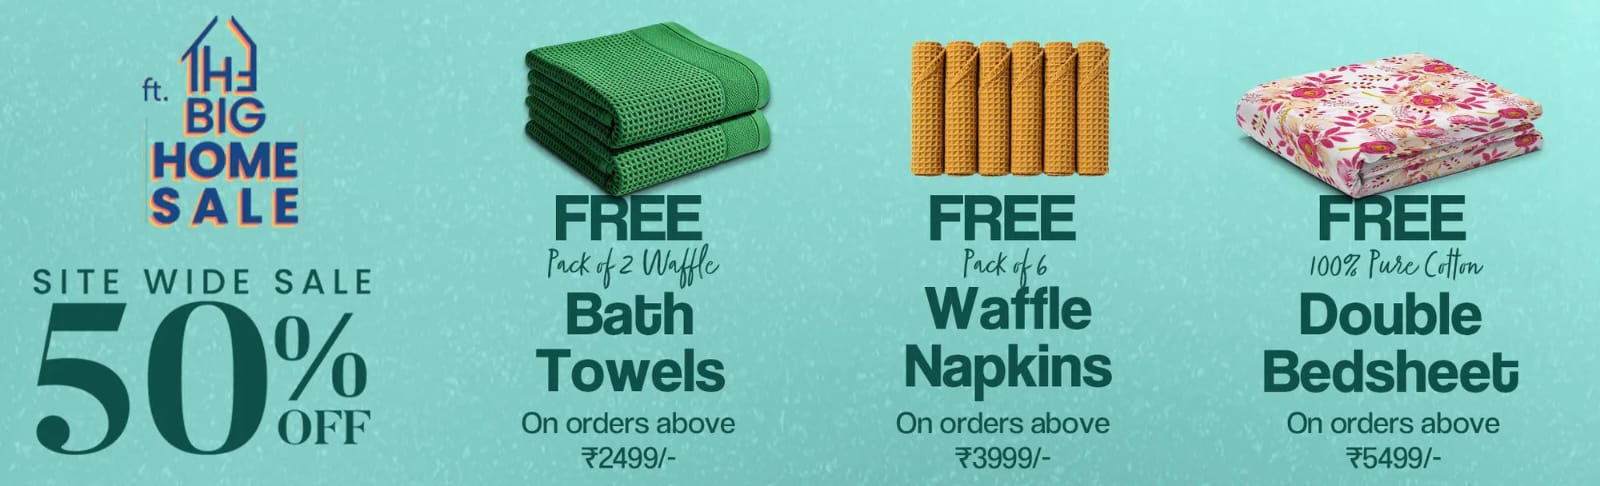 ft.
THE
BIG
HOME
SALE
SITE WIDE SALE
50%
OFF
FREE
Pack of 2 Waffle
Bath
Towels
On orders above
₹2499/-
FREE
Pack of 6
Waffle
Napkins
On orders above
₹3999/-
FREE
100% Pure Cotton
Double
Bedsheet
On orders above
₹5499/-